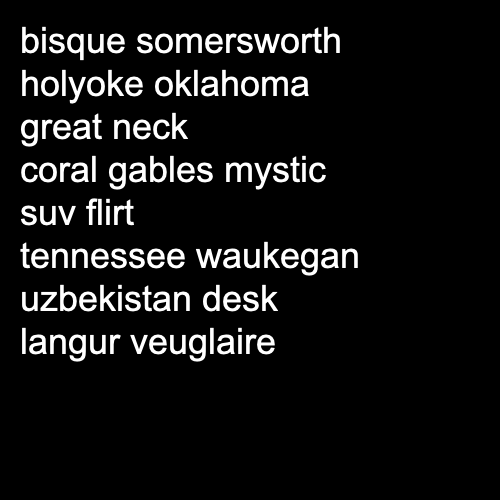 bisque somersworth
holyoke oklahoma
great neck
coral gables mystic
suv flirt
tennessee waukegan
uzbekistan desk
langur veuglaire